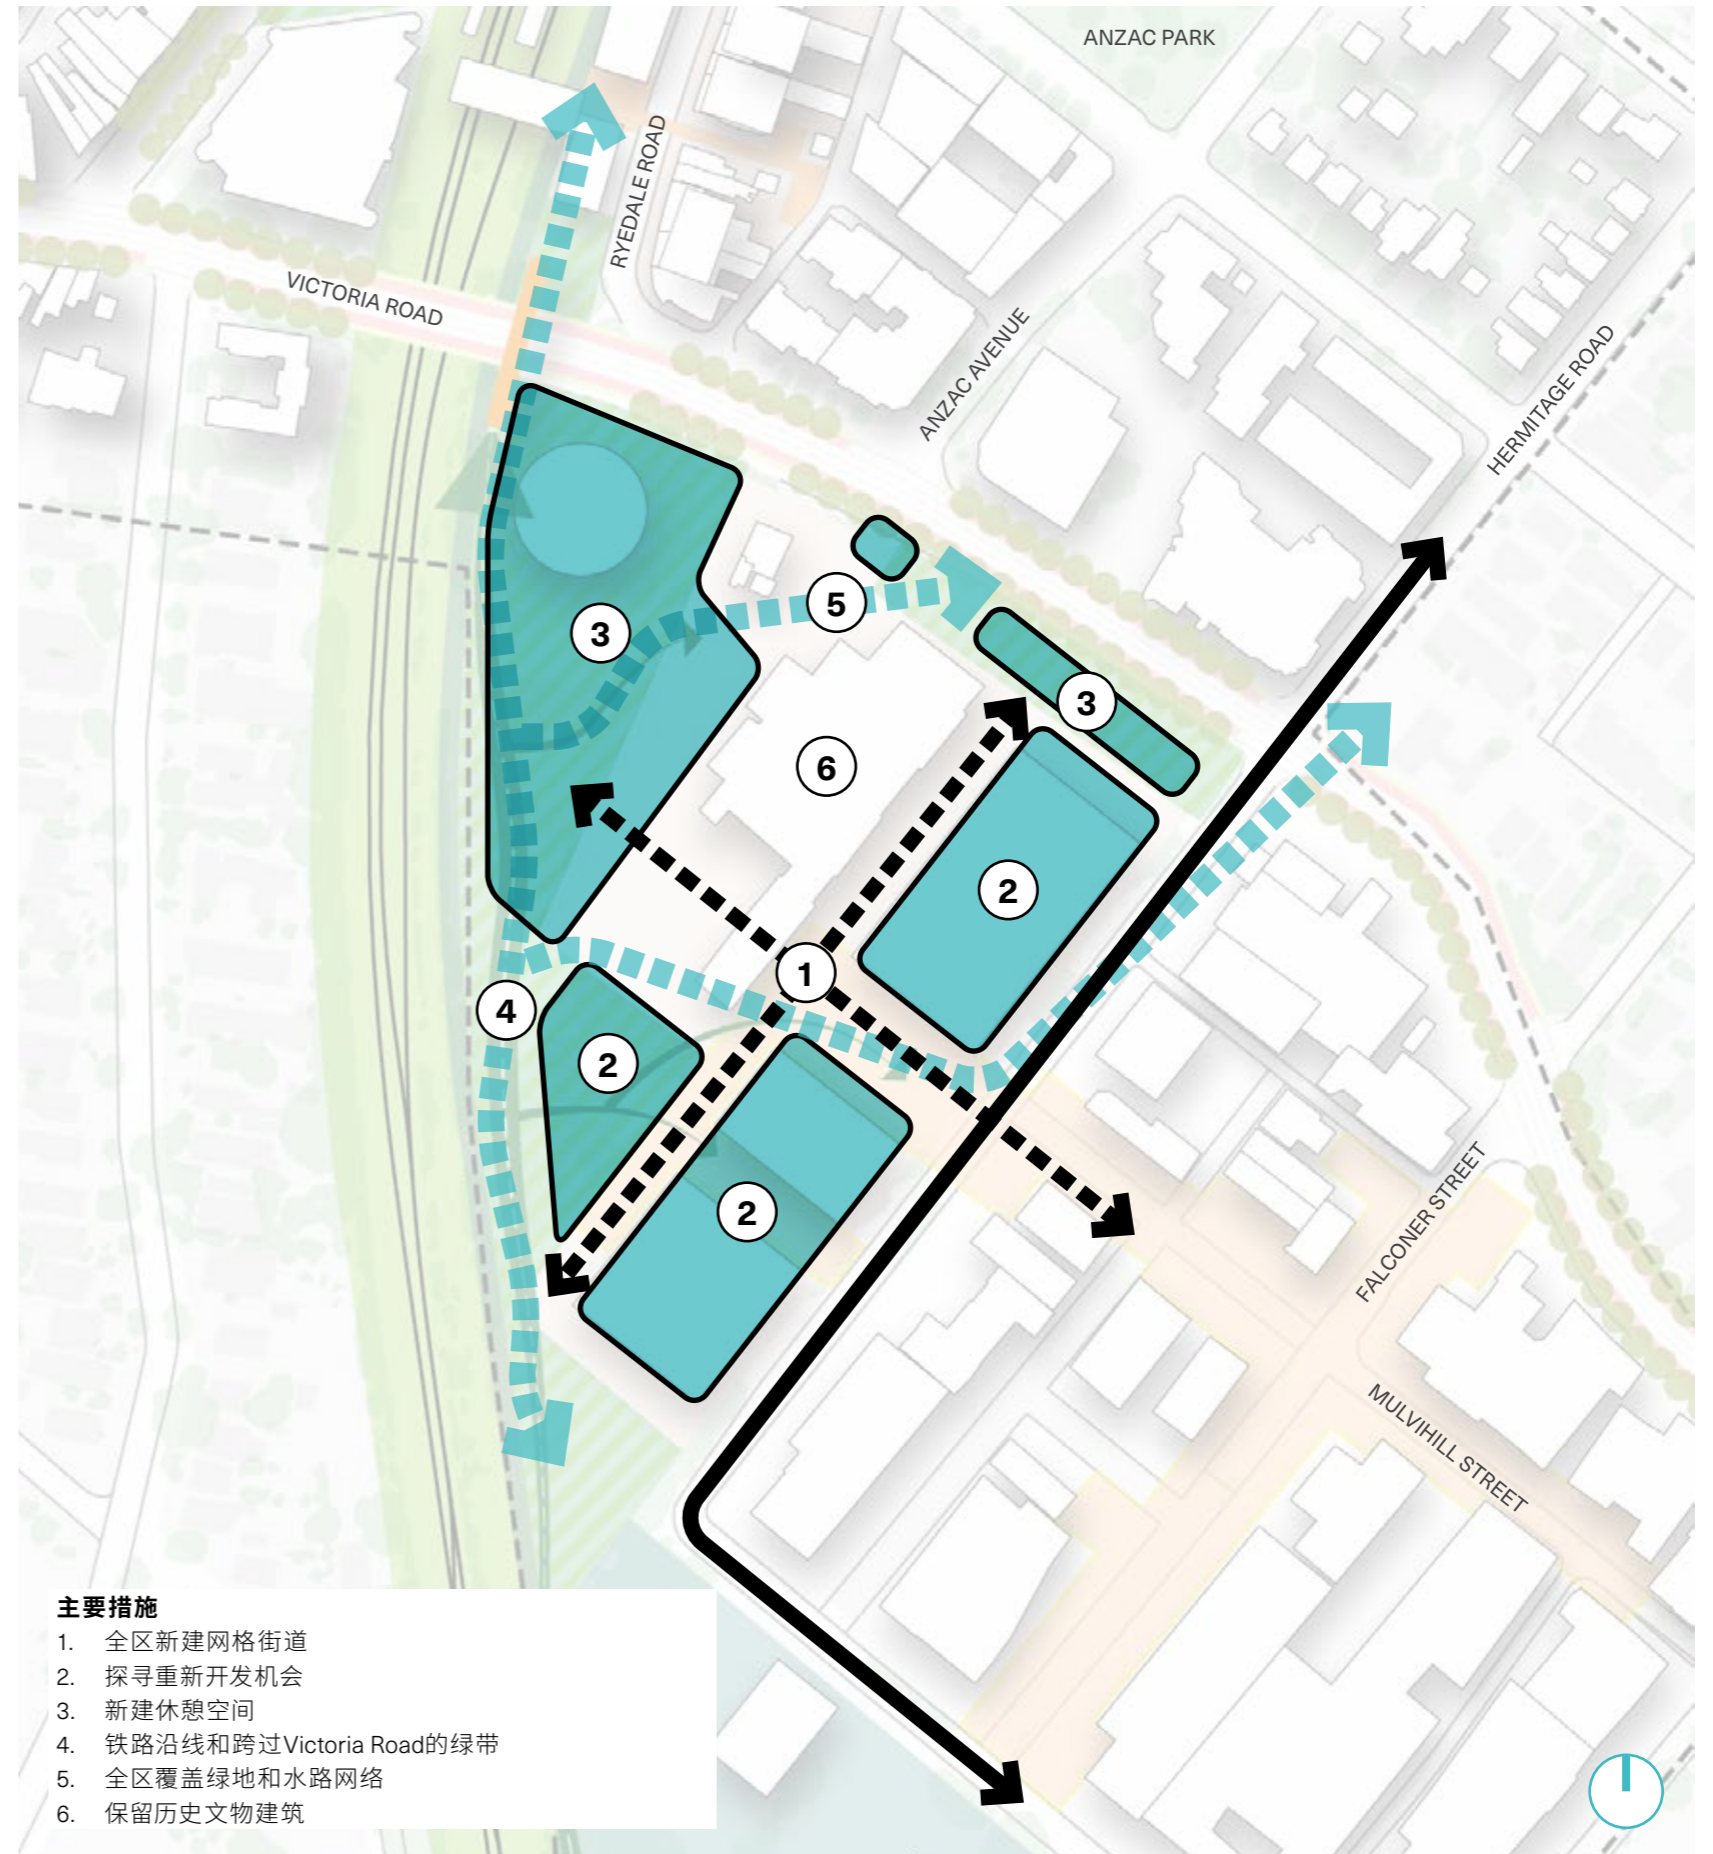 ANZAC PARK
RYEDALE ROAD
VICTORIA ROAD
ANZAC AVENUE
HERMITAGE ROAD
5
3
3
6
2
1
4
2
2
FALCONER STREET
MULVIHILL STREET
主要措施
1. 全区新建网格街道
2. 探寻重新开发机会
3. 新建休憩空间
4. 铁路沿线和跨过Victoria Road的绿带
5. 全区覆盖绿地和水路网络
6. 保留历史文物建筑